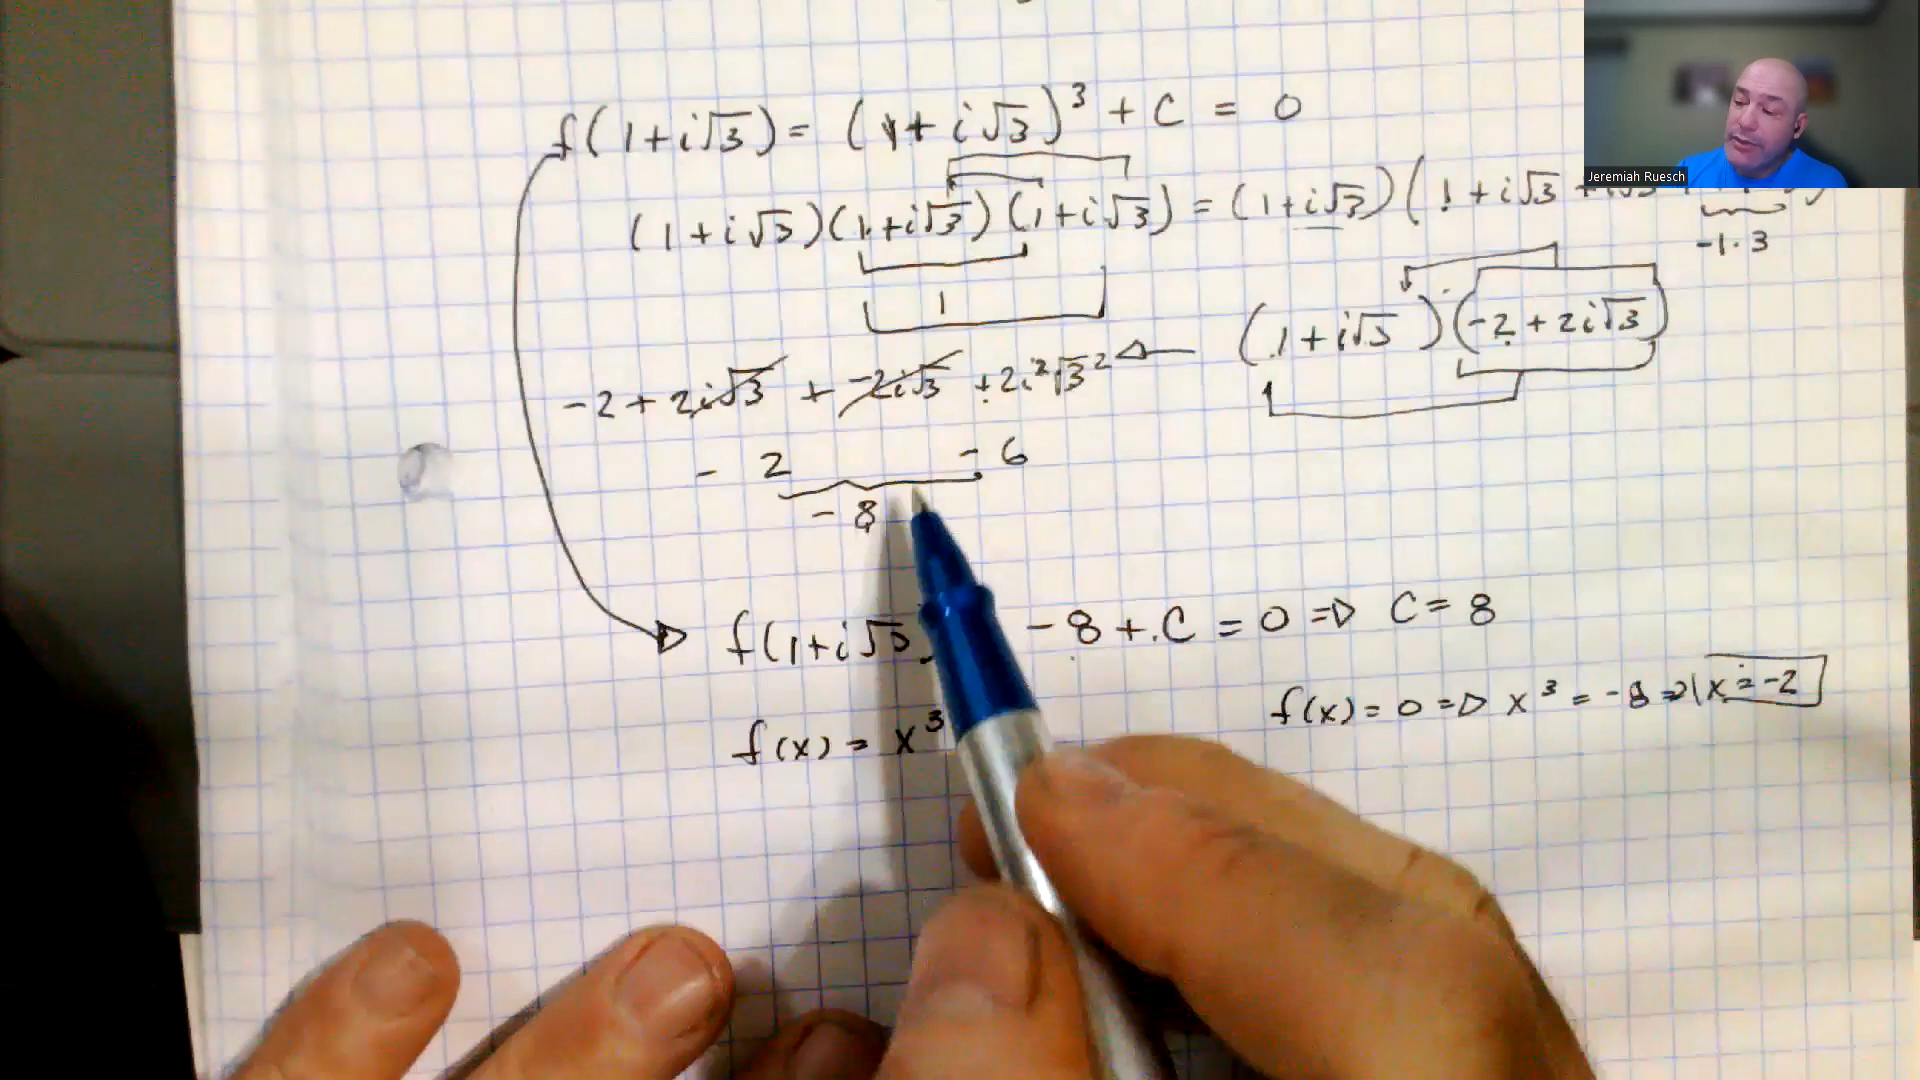 f(1+i√3) = (1+i√3)³ + C = 0
Jeremiah Ruesch
(1+i√3)(1+i√3)(1+i√3) = (1+i√3)(1+i√3
-1·3
1
(1+i√3)(-2+2i√3)
-2+2i√3 + -2i√3 +2i²√3²
- 2 - 6
-8
f(1+i√3 -8+.C = 0 ⇒ C = 8
f(x) = 0 ⇒ x³ = -8 ⇒ x = -2
f(x) = x³